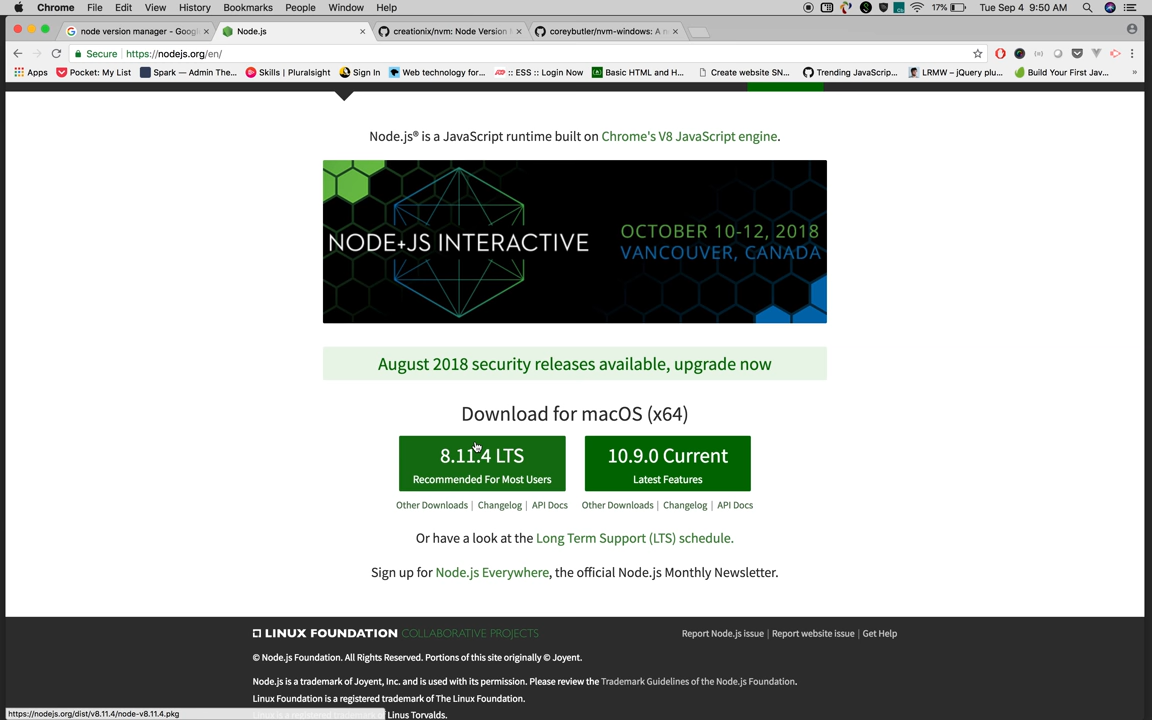 Chrome File Edit View History Bookmarks People Window Help 17% Tue Sep 4 9:50 AM
node version manager - Googl Node.js creationix/nvm: Node Version coreybutler/nvm-windows: A n
Secure https://nodejs.org/en/
Apps Pocket: My List Spark — Admin The... Skills | Pluralsight Sign In Web technology for... :: ESS :: Login Now Basic HTML and H... Create website SN... Trending JavaScrip... LRMW – jQuery plu... Build Your First Jav... »
Node.js® is a JavaScript runtime built on Chrome's V8 JavaScript engine.
NODE+JS INTERACTIVE
OCTOBER 10-12, 2018
VANCOUVER, CANADA
August 2018 security releases available, upgrade now
Download for macOS (x64)
8.11.4 LTS
Recommended For Most Users
10.9.0 Current
Latest Features
Other Downloads | Changelog | API Docs
Other Downloads | Changelog | API Docs
Or have a look at the Long Term Support (LTS) schedule.
Sign up for Node.js Everywhere, the official Node.js Monthly Newsletter.
LINUX FOUNDATION COLLABORATIVE PROJECTS
Report Node.js issue | Report website issue | Get Help
© Node.js Foundation. All Rights Reserved. Portions of this site originally © Joyent.
Node.js is a trademark of Joyent, Inc. and is used with its permission. Please review the Trademark Guidelines of the Node.js Foundation.
Linux Foundation is a registered trademark of The Linux Foundation.
Linus Torvalds.
https://nodejs.org/dist/v8.11.4/node-v8.11.4.pkg